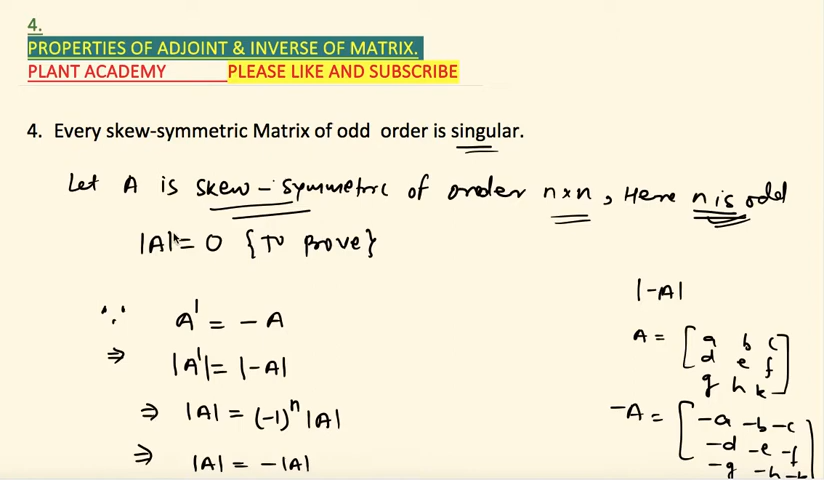 4.
PROPERTIES OF ADJOINT & INVERSE OF MATRIX.
PLANT ACADEMY PLEASE LIKE AND SUBSCRIBE
4. Every skew-symmetric Matrix of odd order is singular.
Let A is skew-symmetric of order n×n, Here n is odd
|A| = 0 {To prove}
∵ A' = -A
⇒ |A'| = |-A|
⇒ |A| = (-1)ⁿ |A|
⇒ |A| = -|A|
|-A|
A = [a b c
d e f
g h k]
-A = [-a -b -c
-d -e -f
-g -h -k]